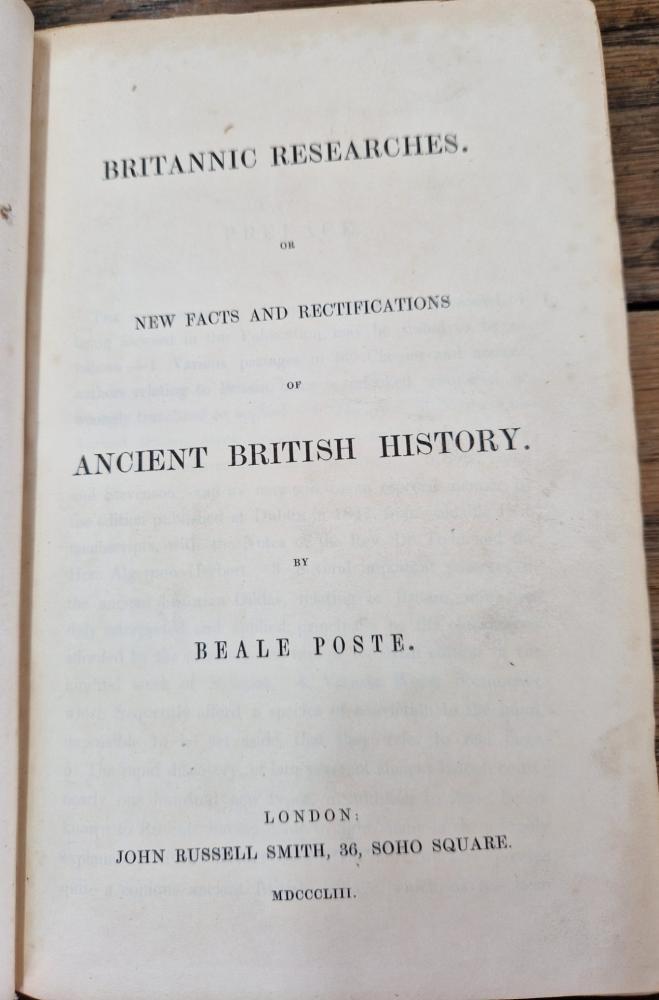 BRITANNIC RESEARCHES.
OR
NEW FACTS AND RECTIFICATIONS
OF
ANCIENT BRITISH HISTORY.
BY
BEALE POSTE.
LONDON:
JOHN RUSSELL SMITH, 36, SOHO SQUARE.
MDCCCLIII.